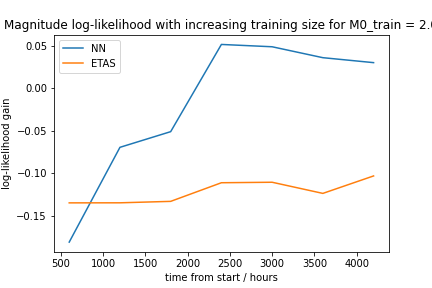 Magnitude log-likelihood with increasing training size for M0_train = 2.
NN
ETAS
0.05
0.00
−0.05
−0.10
−0.15
log-likelihood gain
500 1000 1500 2000 2500 3000 3500 4000
time from start / hours